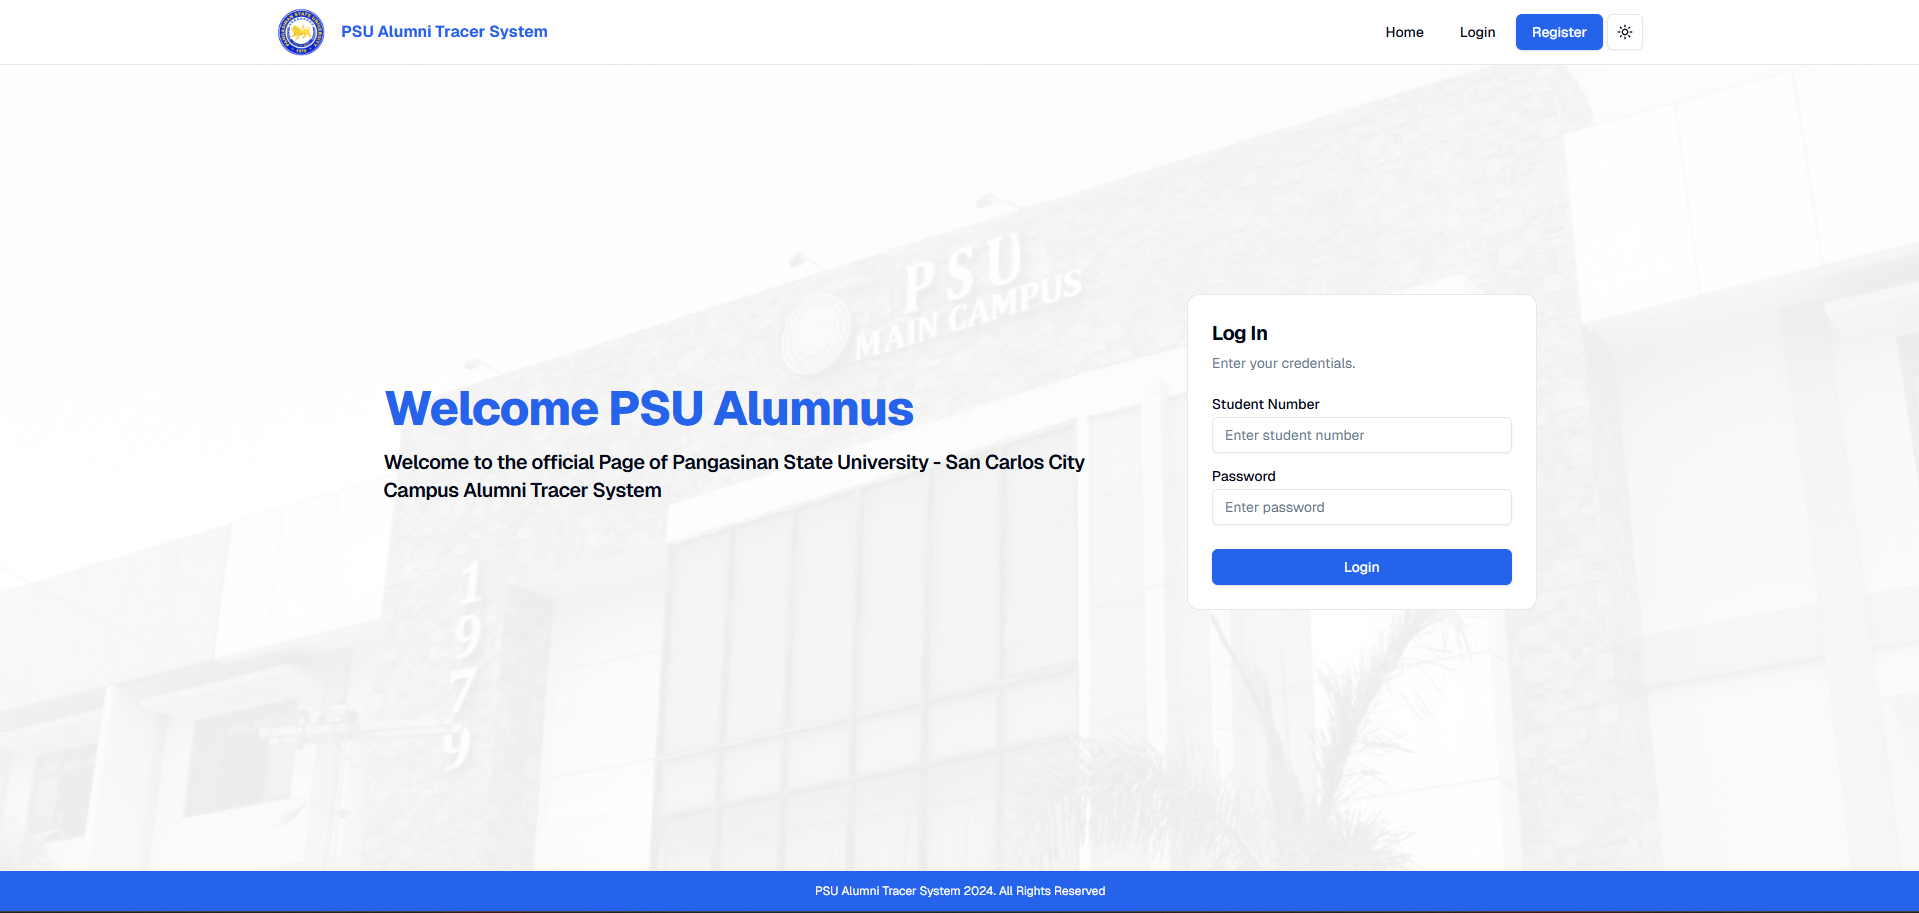 PSU Alumni Tracer System
Home
Login
Register
PSU
MAIN CAMPUS
1979
Welcome PSU Alumnus
Welcome to the official Page of Pangasinan State University - San Carlos City
Campus Alumni Tracer System
Log In
Enter your credentials.
Student Number
Enter student number
Password
Enter password
Login
PSU Alumni Tracer System 2024. All Rights Reserved